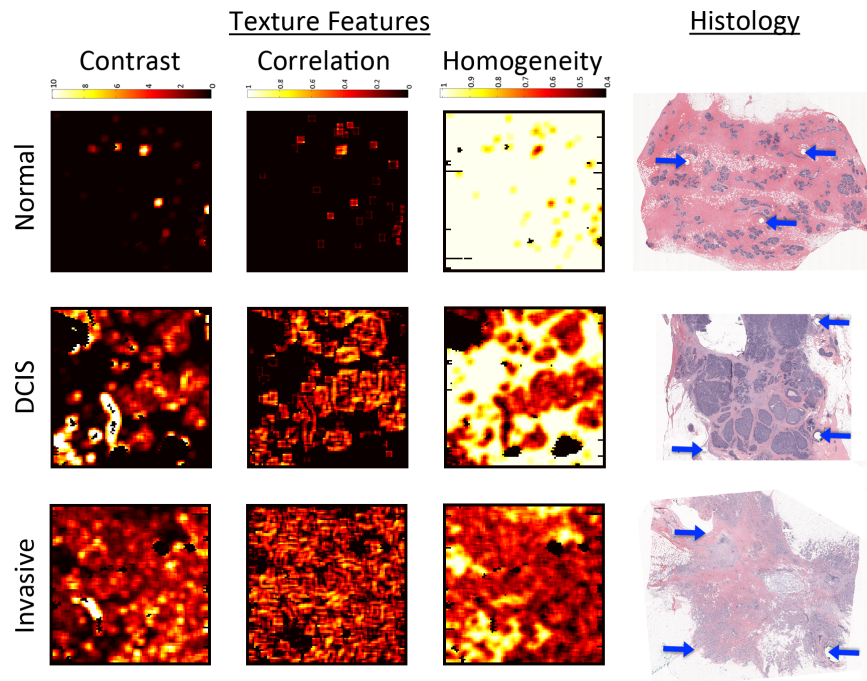 Texture Features
Histology
Contrast
Correlation
Homogeneity
10
8
6
4
2
0
1
0.8
0.6
0.4
0.2
0
1
0.9
0.8
0.7
0.6
0.5
0.4
Normal
DCIS
Invasive